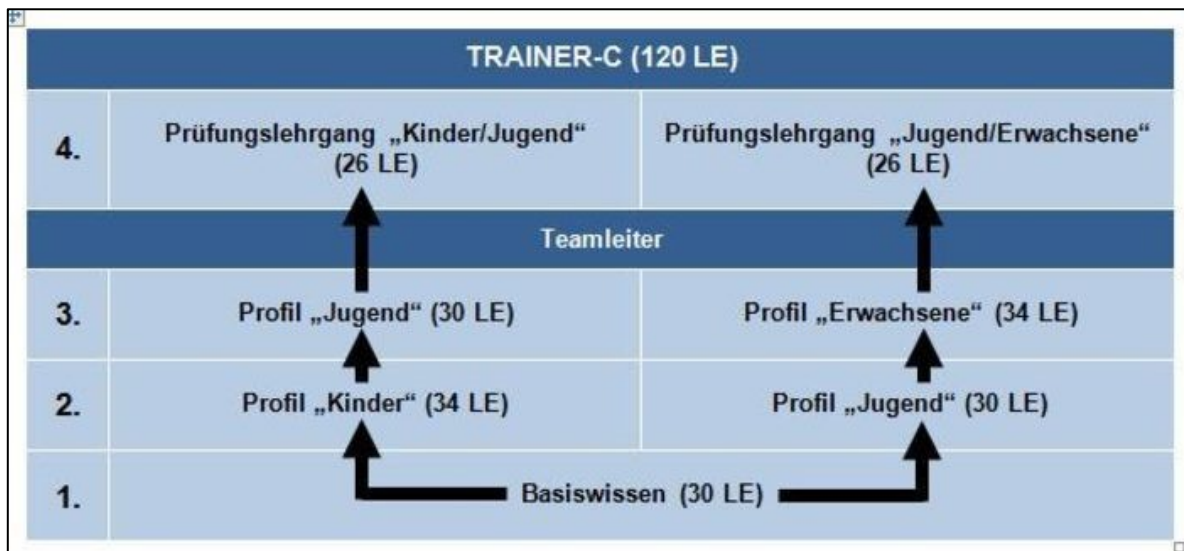 TRAINER-C (120 LE)
4.
Prüfungslehrgang „Kinder/Jugend“
(26 LE)
Prüfungslehrgang „Jugend/Erwachsene“
(26 LE)
Teamleiter
3.
Profil „Jugend“ (30 LE)
Profil „Erwachsene“ (34 LE)
2.
Profil „Kinder“ (34 LE)
Profil „Jugend“ (30 LE)
1.
Basiswissen (30 LE)